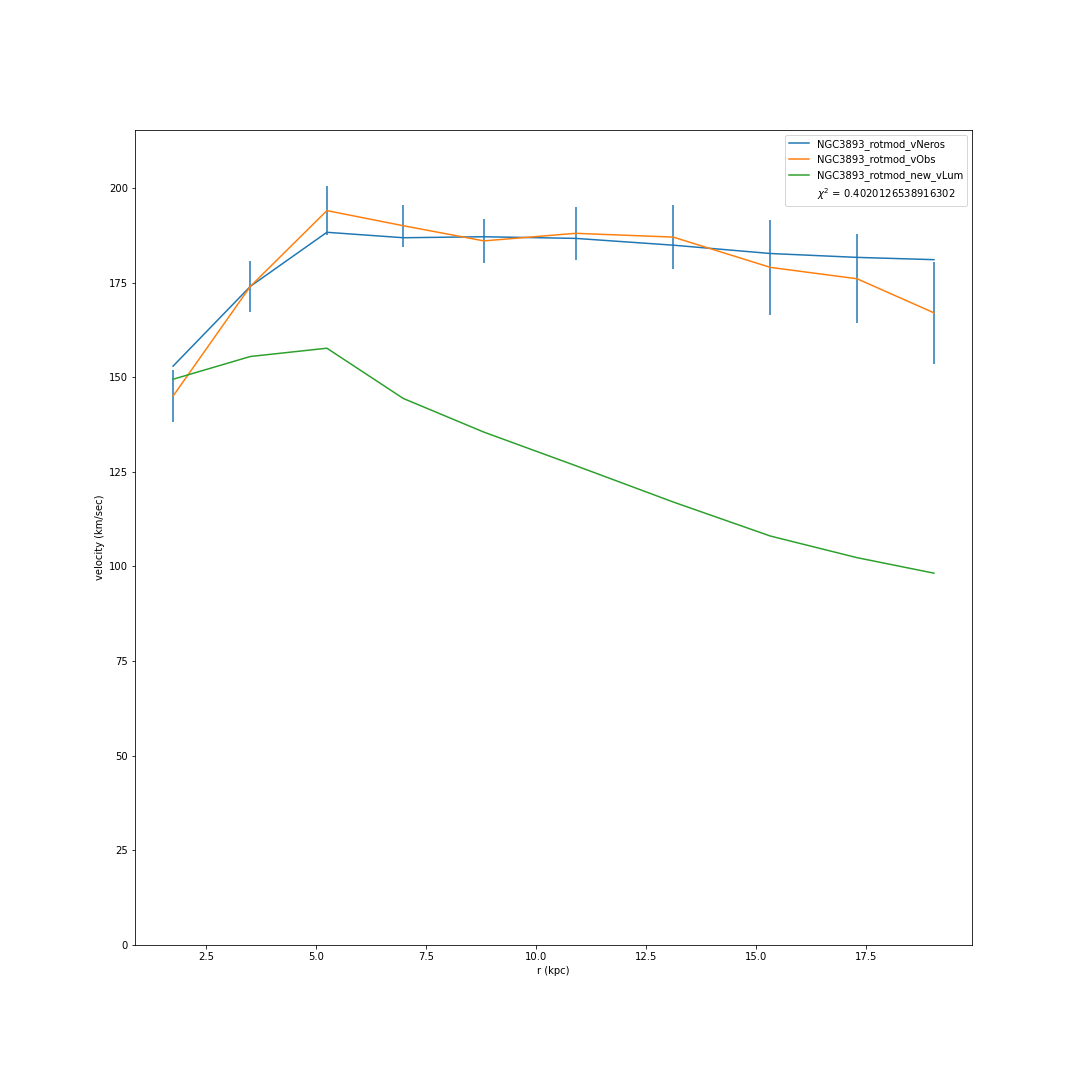 NGC3893_rotmod_vNeros
NGC3893_rotmod_vObs
NGC3893_rotmod_new_vLum
χ² = 0.4020126538916302
200
175
150
125
100
75
50
25
0
velocity (km/sec)
2.5 5.0 7.5 10.0 12.5 15.0 17.5
r (kpc)